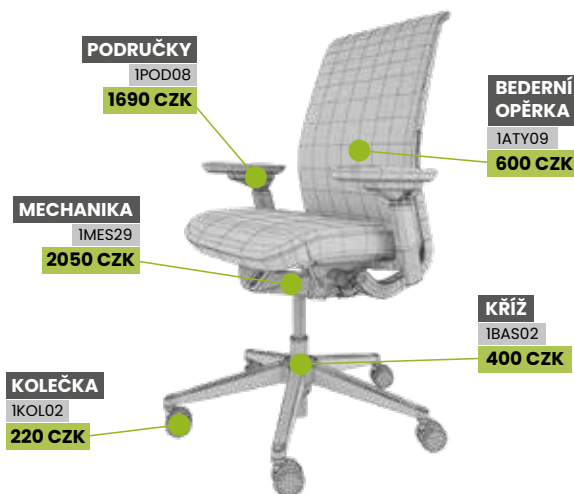 PODRUČKY
1POD08
1690 CZK
BEDERNÍ
OPĚRKA
1ATY09
600 CZK
MECHANIKA
1MES29
2050 CZK
KŘÍŽ
1BAS02
400 CZK
KOLEČKA
1KOL02
220 CZK